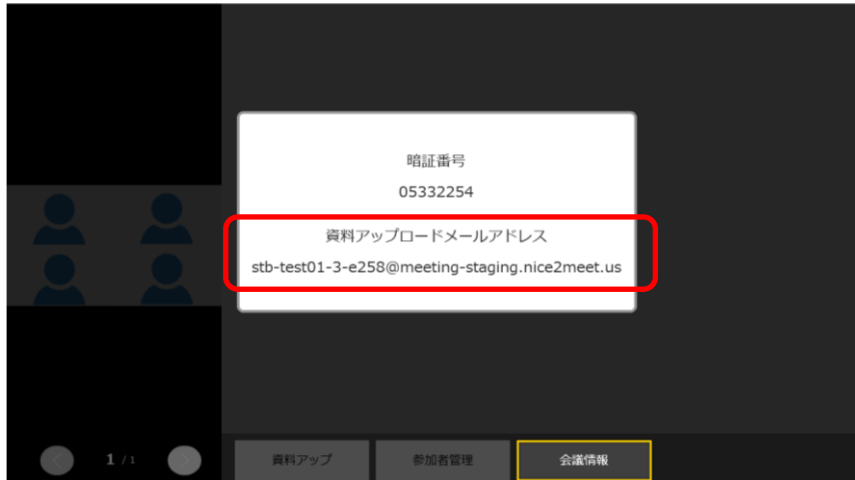 暗証番号
05332254
資料アップロードメールアドレス
stb-test01-3-e258@meeting-staging.nice2meet.us
1 / 1
資料アップ
参加者管理
会議情報